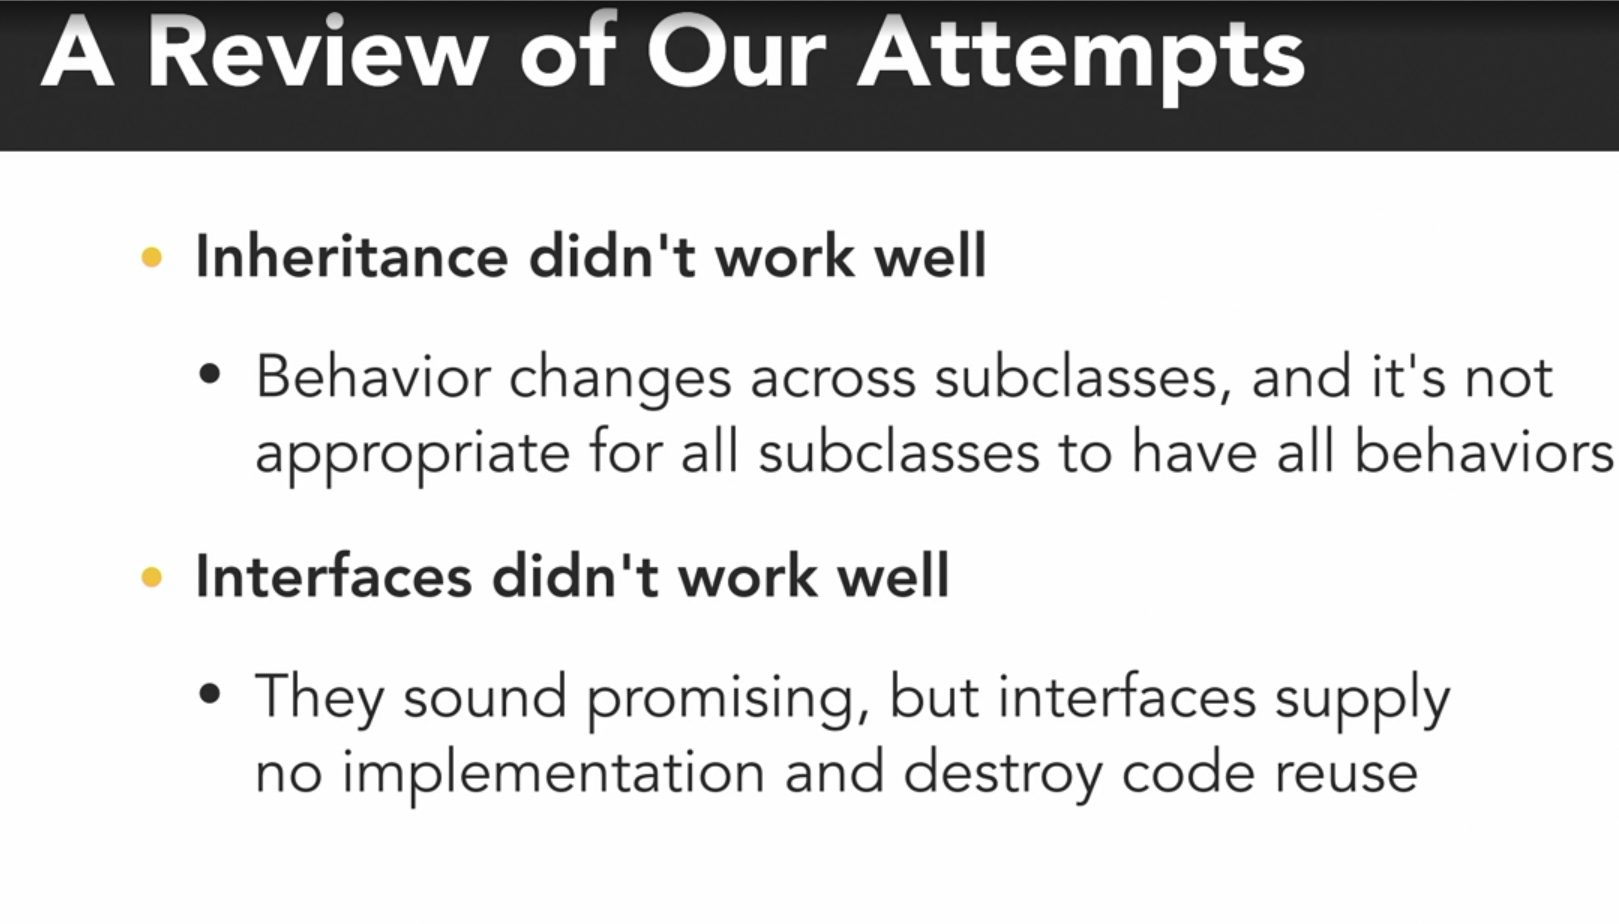 A Review of Our Attempts
Inheritance didn't work well
Behavior changes across subclasses, and it's not
appropriate for all subclasses to have all behaviors
Interfaces didn't work well
They sound promising, but interfaces supply
no implementation and destroy code reuse